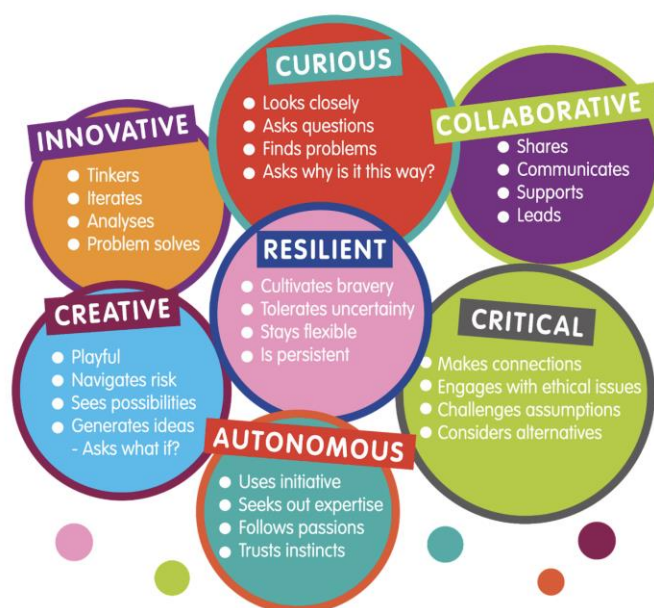 CURIOUS
● Looks closely
● Asks questions
● Finds problems
● Asks why is it this way?
INNOVATIVE
● Tinkers
● Iterates
● Analyses
● Problem solves
COLLABORATIVE
● Shares
● Communicates
● Supports
● Leads
RESILIENT
● Cultivates bravery
● Tolerates uncertainty
● Stays flexible
● Is persistent
CREATIVE
● Playful
● Navigates risk
● Sees possibilities
● Generates ideas
- Asks what if?
CRITICAL
● Makes connections
● Engages with ethical issues
● Challenges assumptions
● Considers alternatives
AUTONOMOUS
● Uses initiative
● Seeks out expertise
● Follows passions
● Trusts instincts